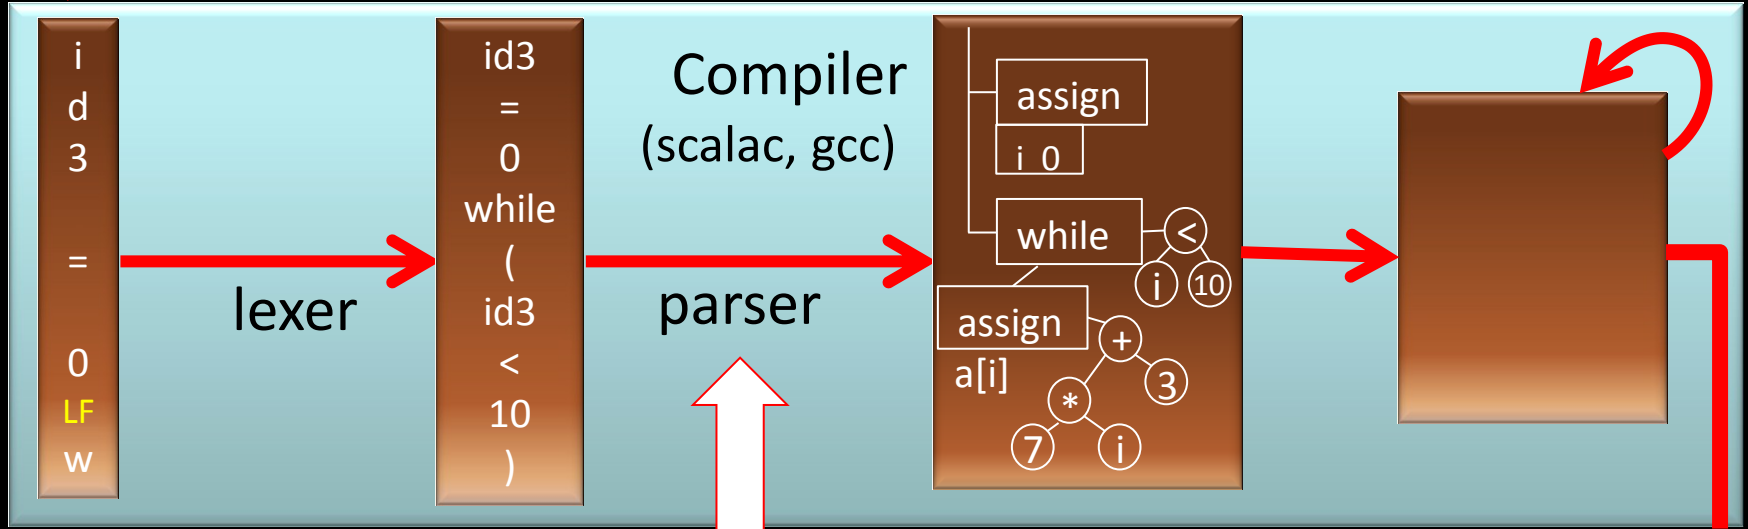 i
d
3
=
0
LF
w
lexer
id3
=
0
while
(
id3
<
10
)
Compiler
(scalac, gcc)
parser
assign
i 0
while
<
i
10
assign
a[i]
+
3
*
7
i